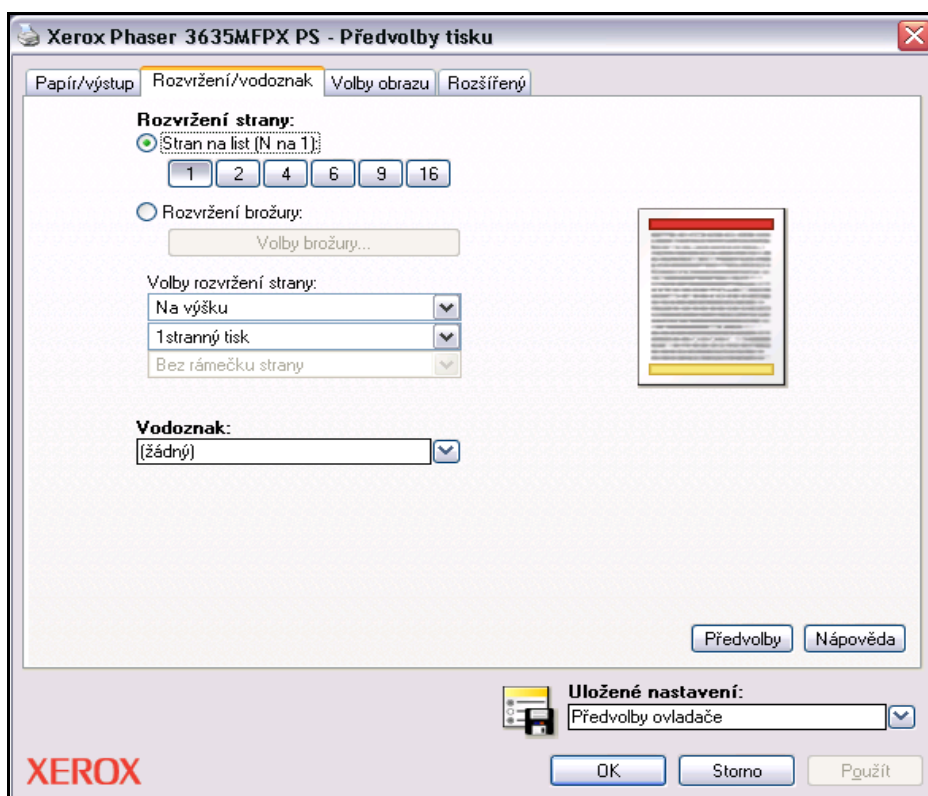 Xerox Phaser 3635MFPX PS - Předvolby tisku
Papír/výstup Rozvržení/vodoznak Volby obrazu Rozšířený
Rozvržení strany:
Stran na list (N na 1):
1 2 4 6 9 16
Rozvržení brožury:
Volby brožury...
Volby rozvržení strany:
Na výšku
1stranný tisk
Bez rámečku strany
Vodoznak:
(žádný)
Předvolby Nápověda
Uložené nastavení:
Předvolby ovladače
XEROX
OK Storno Použít